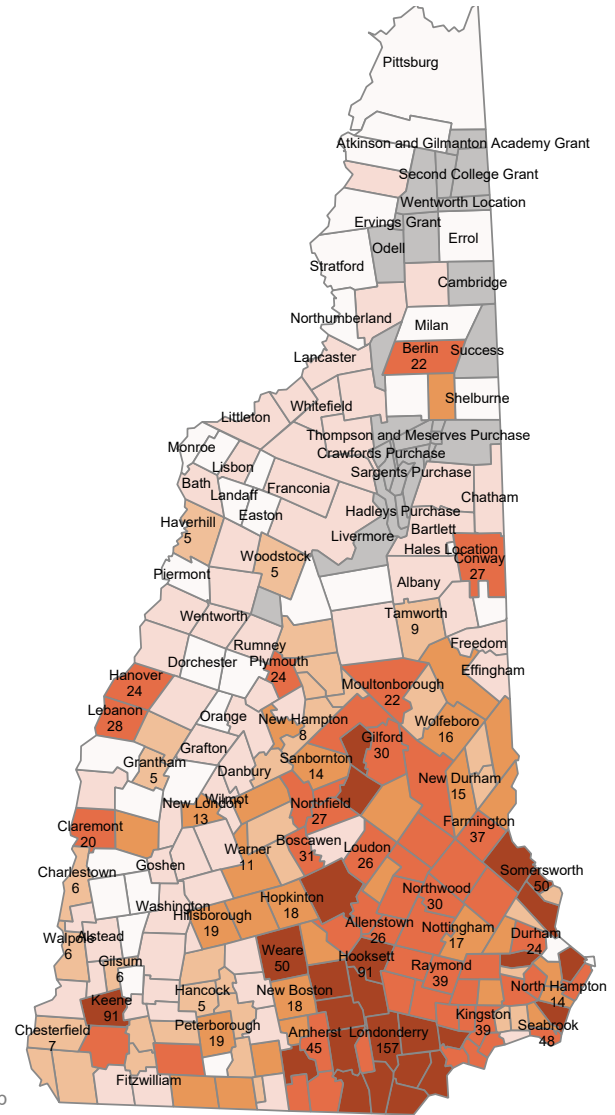 Pittsburg
Atkinson and Gilmanton Academy Grant
Second College Grant
Wentworth Location
Ervings Grant
Errol
Odell
Stratford
Cambridge
Northumberland
Milan
Berlin
22
Success
Lancaster
Shelburne
Whitefield
Littleton
Thompson and Meserves Purchase
Monroe
Crawfords Purchase
Lisbon
Sargents Purchase
Bath
Franconia
Landaff
Chatham
Easton
Hadleys Purchase
Haverhill
5
Bartlett
Livermore
Hales Location
Woodstock
5
Conway
27
Piermont
Albany
Wentworth
Tamworth
9
Rumney
Freedom
Dorchester
Plymouth
24
Effingham
Hanover
24
Moultonborough
22
Lebanon
28
Orange
New Hampton
8
Wolfeboro
16
Gilford
30
Grafton
Sanbornton
14
Grantham
5
Danbury
New Durham
15
Wilmot
New London
13
Northfield
27
Farmington
37
Claremont
20
Boscawen
31
Loudon
26
Warner
11
Goshen
Charlestown
6
Somersworth
50
Northwood
30
Washington
Hopkinton
18
Hillsborough
19
Allenstown
26
Nottingham
17
Durham
24
Walpole
6
Alstead
Weare
50
Hooksett
91
Gilsum
6
Raymond
39
North Hampton
14
Hancock
5
New Boston
18
Keene
91
Kingston
39
Seabrook
48
Chesterfield
7
Peterborough
19
Amherst
45
Londonderry
157
Fitzwilliam